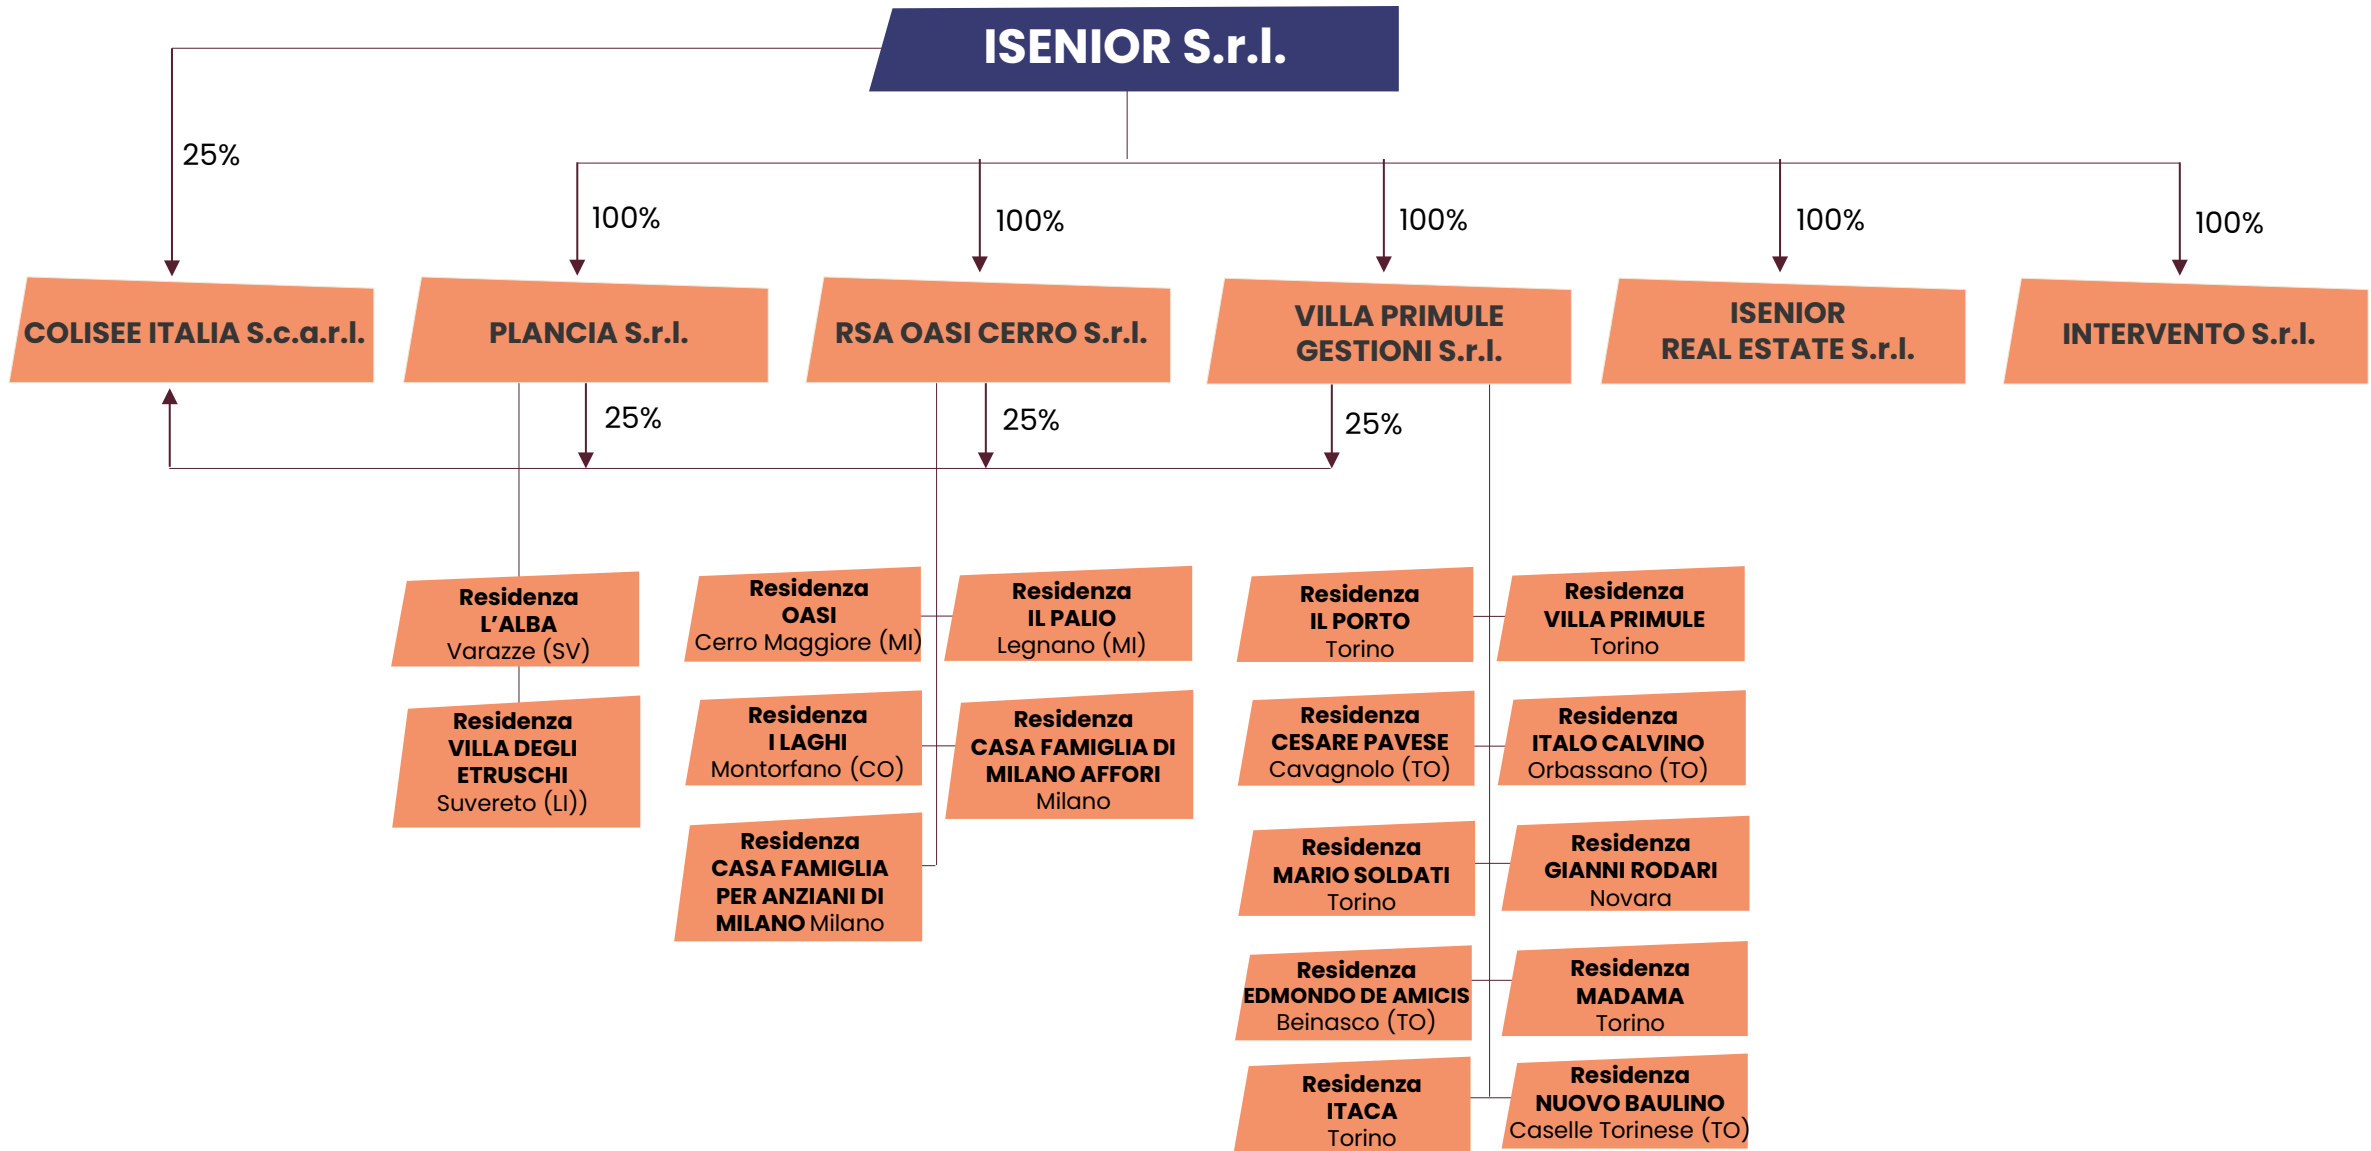 ISENIOR S.r.l.
25%
100%
100%
100%
100%
100%
COLISEE ITALIA S.c.a.r.l.
PLANCIA S.r.l.
RSA OASI CERRO S.r.l.
VILLA PRIMULE
GESTIONI S.r.l.
ISENIOR
REAL ESTATE S.r.l.
INTERVENTO S.r.l.
25%
25%
25%
Residenza
L’ALBA
Varazze (SV)
Residenza
VILLA DEGLI
ETRUSCHI
Suvereto (LI))
Residenza
OASI
Cerro Maggiore (MI)
Residenza
IL PALIO
Legnano (MI)
Residenza
I LAGHI
Montorfano (CO)
Residenza
CASA FAMIGLIA DI
MILANO AFFORI
Milano
Residenza
CASA FAMIGLIA
PER ANZIANI DI
MILANO Milano
Residenza
IL PORTO
Torino
Residenza
VILLA PRIMULE
Torino
Residenza
CESARE PAVESE
Cavagnolo (TO)
Residenza
ITALO CALVINO
Orbassano (TO)
Residenza
MARIO SOLDATI
Torino
Residenza
GIANNI RODARI
Novara
Residenza
EDMONDO DE AMICIS
Beinasco (TO)
Residenza
MADAMA
Torino
Residenza
ITACA
Torino
Residenza
NUOVO BAULINO
Caselle Torinese (TO)